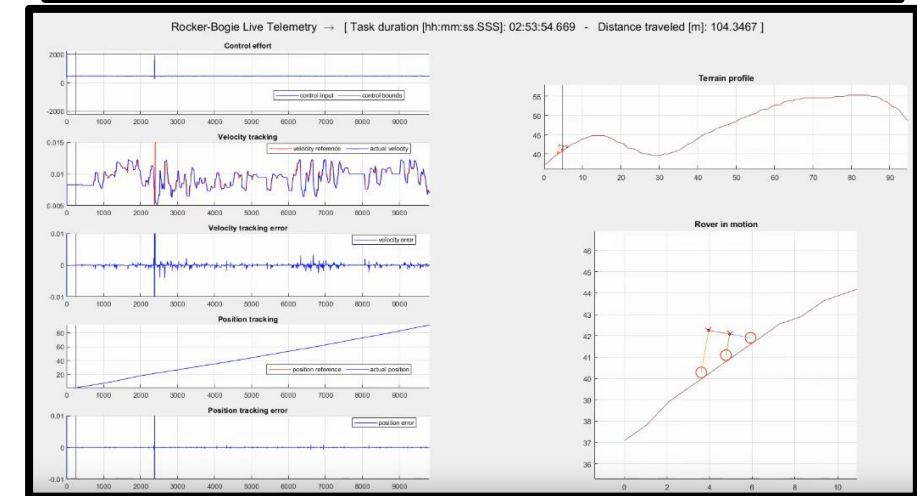 Rocker-Bogie Live Telemetry → [ Task duration [hh:mm:ss.SSS]: 02:53:54.669 - Distance traveled [m]: 104.3467 ]
Control effort
2000
0
-2000
control input
control bounds
0 1000 2000 3000 4000 5000 6000 7000 8000 9000
Velocity tracking
0.015
0.01
0.005
velocity reference
actual velocity
0 1000 2000 3000 4000 5000 6000 7000 8000 9000
Velocity tracking error
0.01
0
-0.01
velocity error
0 1000 2000 3000 4000 5000 6000 7000 8000 9000
Position tracking
80
60
40
20
position reference
actual position
0 1000 2000 3000 4000 5000 6000 7000 8000 9000
Position tracking error
0.01
0
-0.01
position error
0 1000 2000 3000 4000 5000 6000 7000 8000 9000
Terrain profile
55
50
45
40
0 10 20 30 40 50 60 70 80 90
Rover in motion
46
45
44
43
42
41
40
39
38
37
36
0 2 4 6 8 10